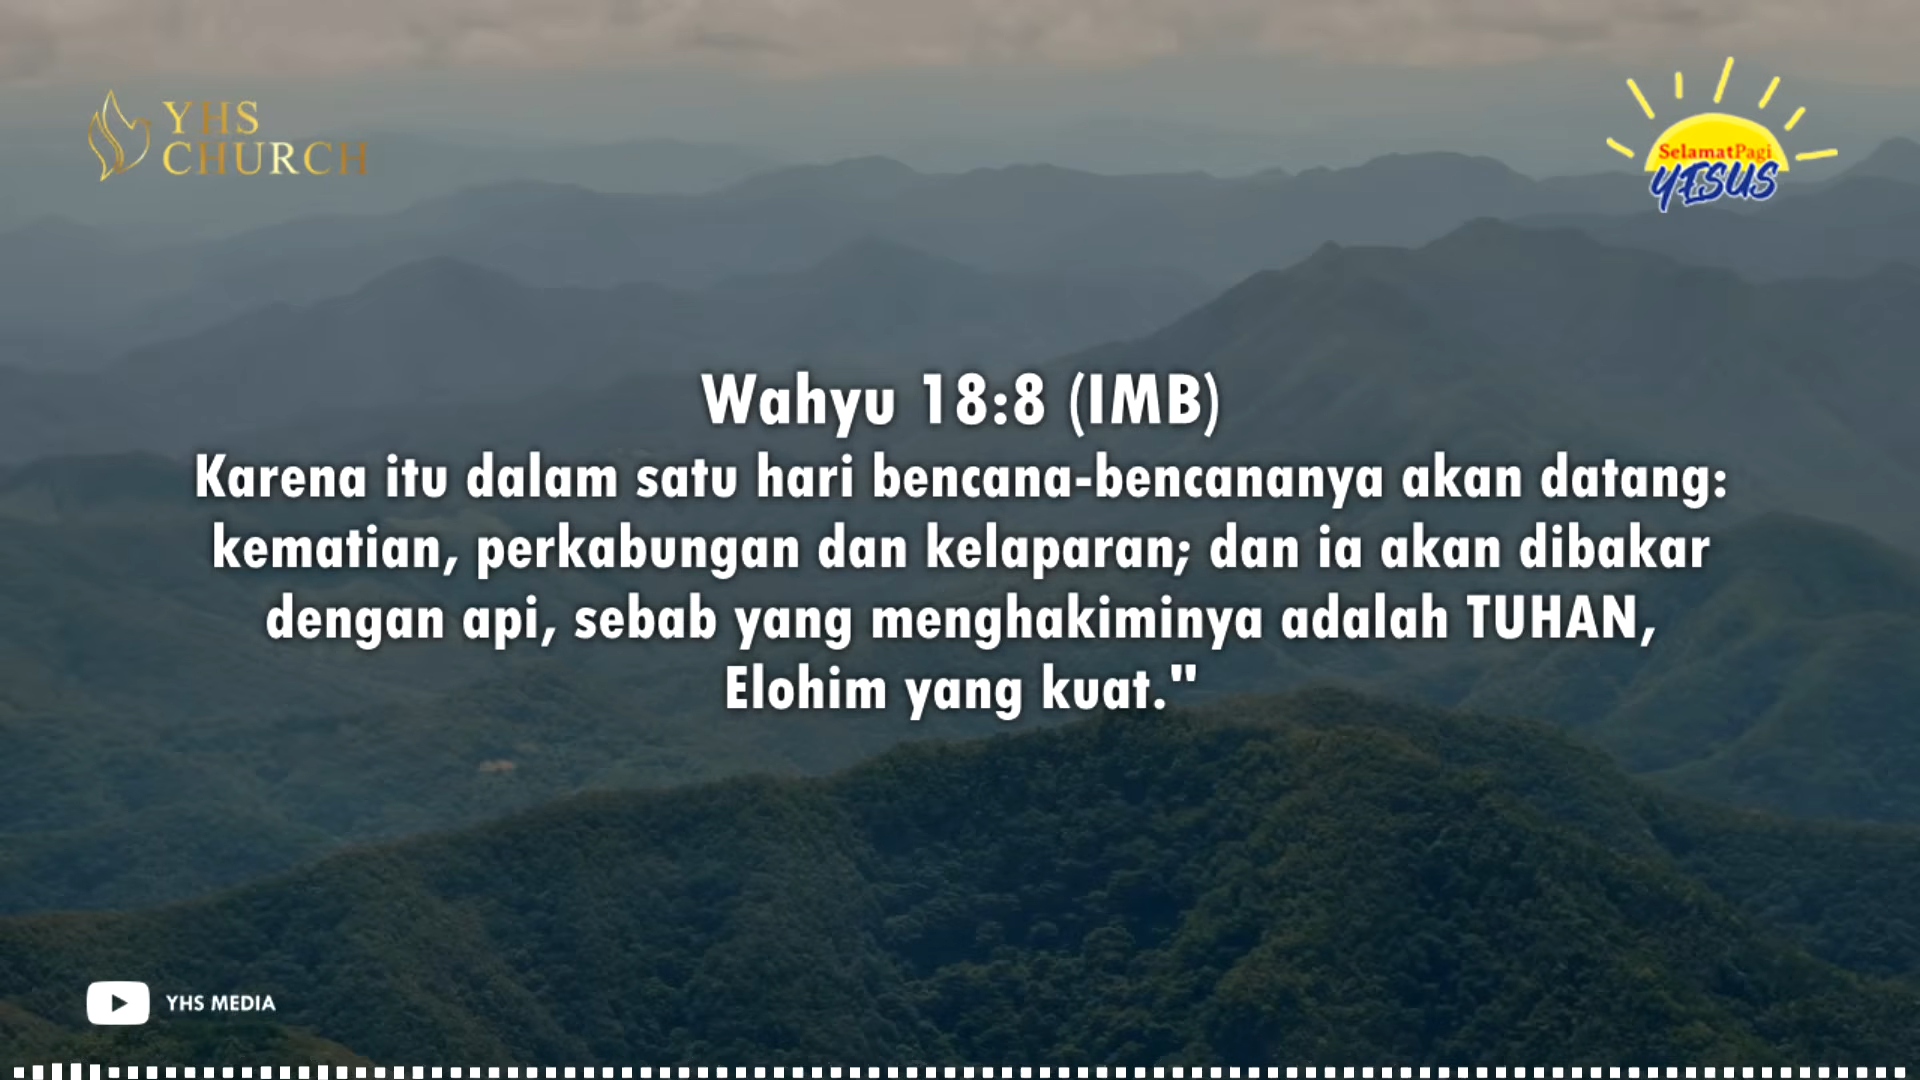 YHS
CHURCH
SelamatPagi
YESUS
Wahyu 18:8 (IMB)
Karena itu dalam satu hari bencana-bencananya akan datang:
kematian, perkabungan dan kelaparan; dan ia akan dibakar
dengan api, sebab yang menghakiminya adalah TUHAN,
Elohim yang kuat."
YHS MEDIA